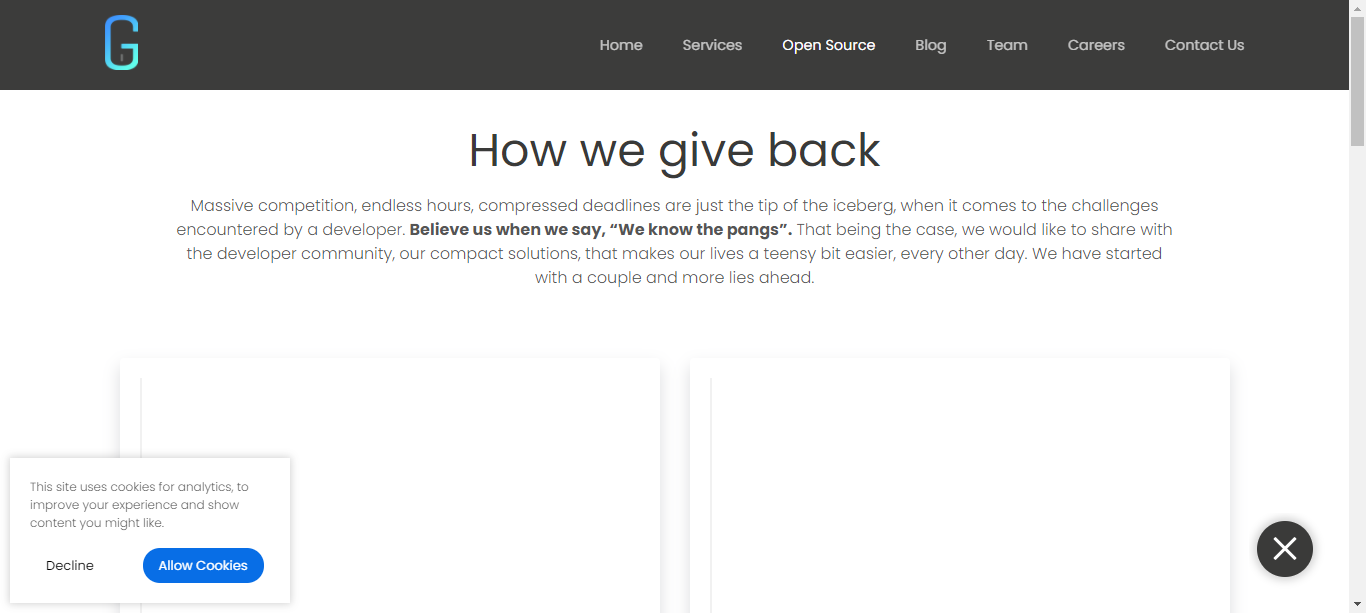 G
Home Services Open Source Blog Team Careers Contact Us
How we give back
Massive competition, endless hours, compressed deadlines are just the tip of the iceberg, when it comes to the challenges
encountered by a developer. Believe us when we say, “We know the pangs”. That being the case, we would like to share with
the developer community, our compact solutions, that makes our lives a teensy bit easier, every other day. We have started
with a couple and more lies ahead.
This site uses cookies for analytics, to
improve your experience and show
content you might like.
Decline Allow Cookies